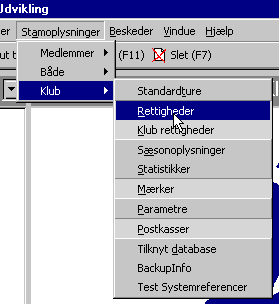 Udvikling
er Stamoplysninger Beskeder Vindue Hjælp
ut t Medlemmer (F11) Slet (F7)
Både
Klub Standardture
Rettigheder
Klub rettigheder
Sæsonoplysninger
Statistikker
Mærker
Parametre
Postkasser
Tilknyt database
BackupInfo
Test Systemreferencer